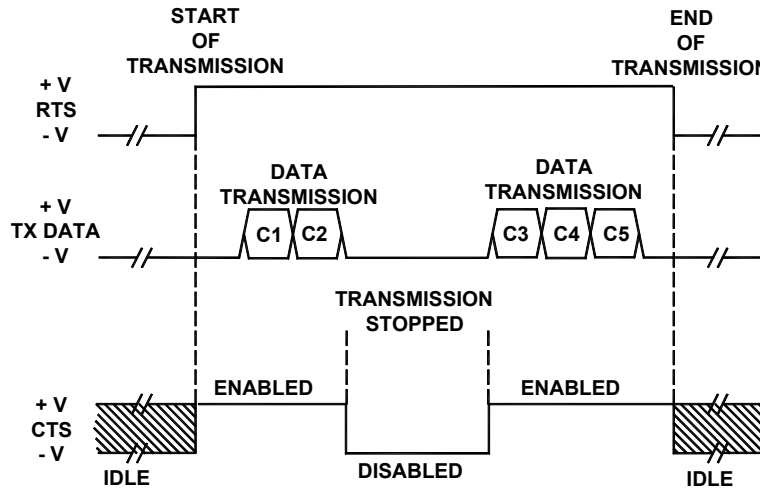 START
OF
TRANSMISSION
END
OF
TRANSMISSION
+ V
RTS
- V
DATA
TRANSMISSION
DATA
TRANSMISSION
+ V
TX DATA
- V
C1 C2 C3 C4 C5
TRANSMISSION
STOPPED
ENABLED ENABLED
+ V
CTS
- V
IDLE DISABLED IDLE